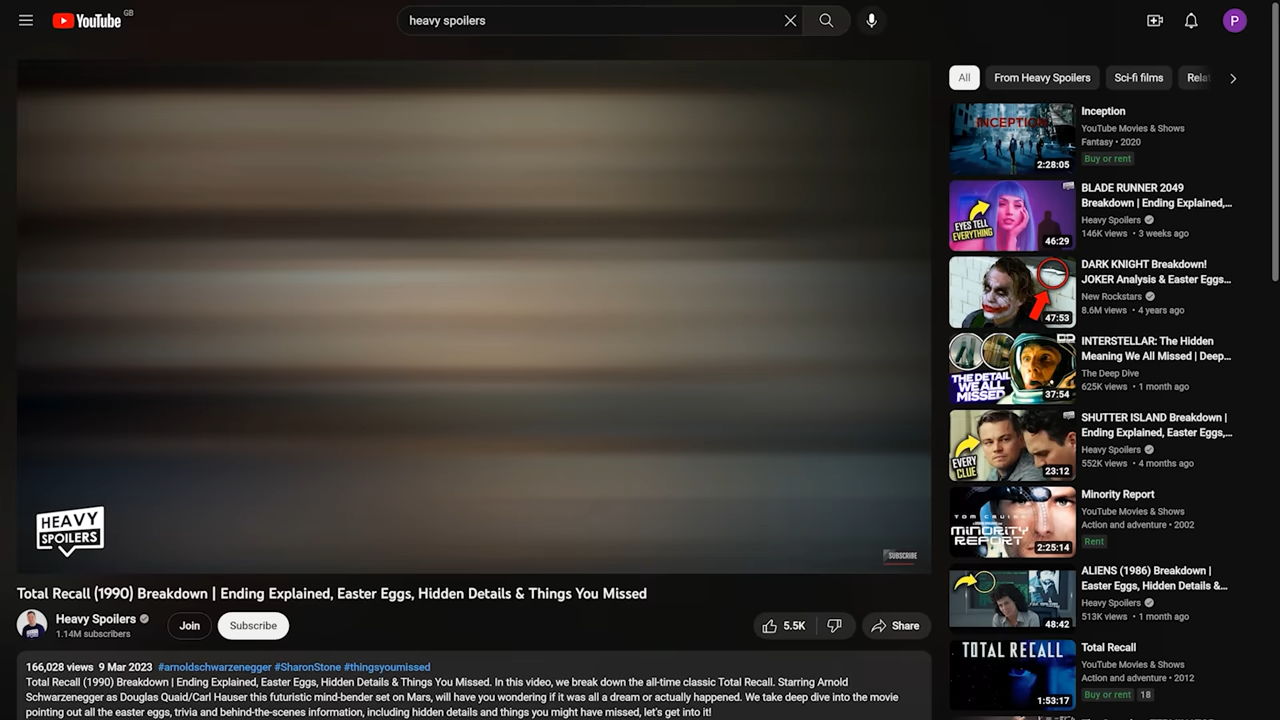 YouTube GB
heavy spoilers
P
All
From Heavy Spoilers
Sci-fi films
Rela
INCEPTION
2:28:05
Inception
YouTube Movies & Shows
Fantasy • 2020
Buy or rent
EYES TELL
EVERYTHING
46:29
BLADE RUNNER 2049
Breakdown | Ending Explained,...
Heavy Spoilers
146K views • 3 weeks ago
47:53
DARK KNIGHT Breakdown!
JOKER Analysis & Easter Eggs...
New Rockstars
8.6M views • 4 years ago
THE DETAIL
WE ALL
MISSED
37:54
INTERSTELLAR: The Hidden
Meaning We All Missed | Deep...
The Deep Dive
625K views • 1 month ago
EVERY
CLUE
23:12
SHUTTER ISLAND Breakdown |
Ending Explained, Easter Eggs,...
Heavy Spoilers
552K views • 4 months ago
TOM CRUISE
MINORITY
REPORT
2:25:14
Minority Report
YouTube Movies & Shows
Action and adventure • 2002
Rent
48:42
ALIENS (1986) Breakdown |
Easter Eggs, Hidden Details &...
Heavy Spoilers
513K views • 1 month ago
TOTAL RECALL
1:53:17
Total Recall
YouTube Movies & Shows
Action and adventure • 2012
Buy or rent 18
HEAVY
SPOILERS
SUBSCRIBE
Total Recall (1990) Breakdown | Ending Explained, Easter Eggs, Hidden Details & Things You Missed
Heavy Spoilers
1.14M subscribers
Join
Subscribe
5.5K
Share
166,028 views 9 Mar 2023 #arnoldschwarzenegger #SharonStone #thingsyoumissed
Total Recall (1990) Breakdown | Ending Explained, Easter Eggs, Hidden Details & Things You Missed. In this video, we break down the all-time classic Total Recall. Starring Arnold
Schwarzenegger as Douglas Quaid/Carl Hauser this futuristic mind-bender set on Mars, will have you wondering if it was all a dream or actually happened. We take deep dive into the movie
pointing out all the easter eggs, trivia and behind-the-scenes information including hidden details and things you might have missed, let's get into it!